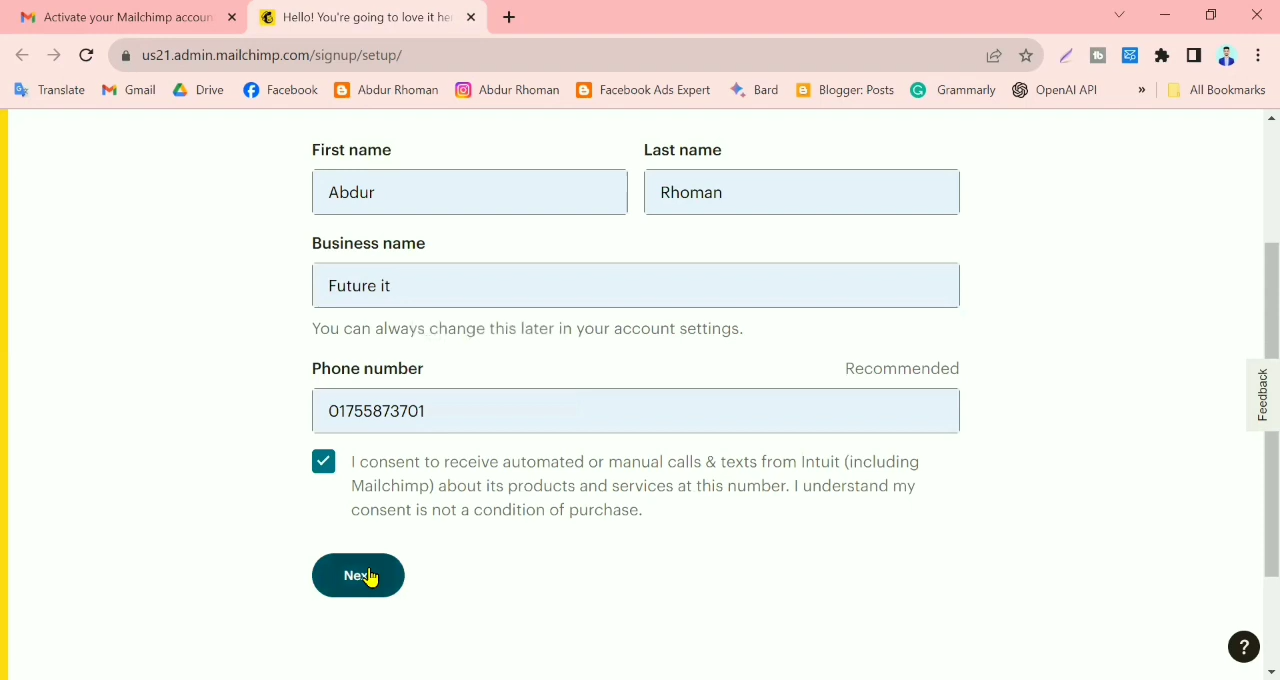 Activate your Mailchimp accoun
Hello! You're going to love it her
us21.admin.mailchimp.com/signup/setup/
Translate Gmail Drive Facebook Abdur Rhoman Abdur Rhoman Facebook Ads Expert Bard Blogger: Posts Grammarly OpenAI API » All Bookmarks
First name Last name
Abdur Rhoman
Business name
Future it
You can always change this later in your account settings.
Phone number Recommended
01755873701
I consent to receive automated or manual calls & texts from Intuit (including
Mailchimp) about its products and services at this number. I understand my
consent is not a condition of purchase.
Next
Feedback
?